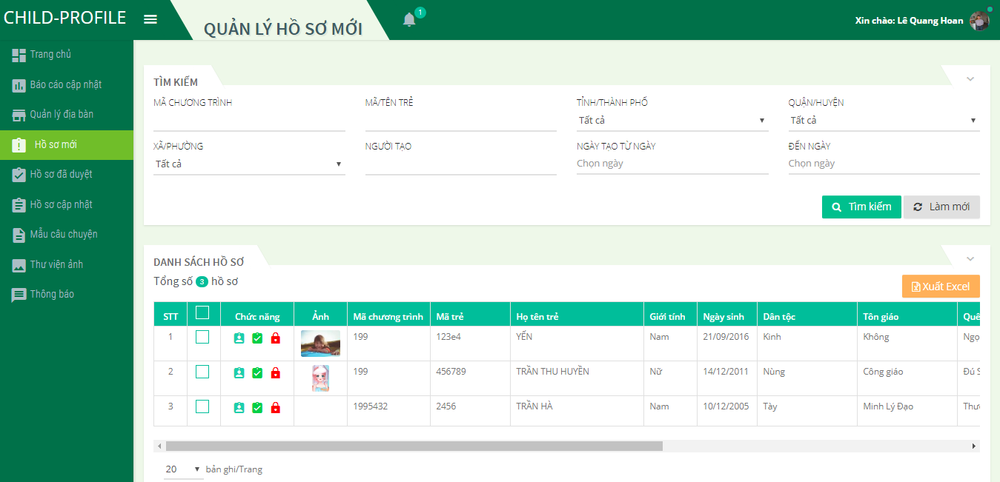 CHILD-PROFILE
QUẢN LÝ HỒ SƠ MỚI
1
Xin chào: Lê Quang Hoan
Trang chủ
Báo cáo cập nhật
Quản lý địa bàn
Hồ sơ mới
Hồ sơ đã duyệt
Hồ sơ cập nhật
Mẫu câu chuyện
Thư viện ảnh
Thông báo
TÌM KIẾM
MÃ CHƯƠNG TRÌNH MÃ/TÊN TRẺ TỈNH/THÀNH PHỐ QUẬN/HUYỆN
Tất cả Tất cả
XÃ/PHƯỜNG NGƯỜI TẠO NGÀY TẠO TỪ NGÀY ĐẾN NGÀY
Tất cả Chọn ngày Chọn ngày
Tìm kiếm Làm mới
DANH SÁCH HỒ SƠ
Tổng số 3 hồ sơ
Xuất Excel
STT Chức năng Ảnh Mã chương trình Mã trẻ Họ tên trẻ Giới tính Ngày sinh Dân tộc Tôn giáo Quê
1 199 123e4 YẾN Nam 21/09/2016 Kinh Không Ngọ
2 199 456789 TRẦN THU HUYỀN Nữ 14/12/2011 Nùng Công giáo Đú S
3 1995432 2456 TRẦN HÀ Nam 10/12/2005 Tày Minh Lý Đạo Thư
20 bản ghi/Trang